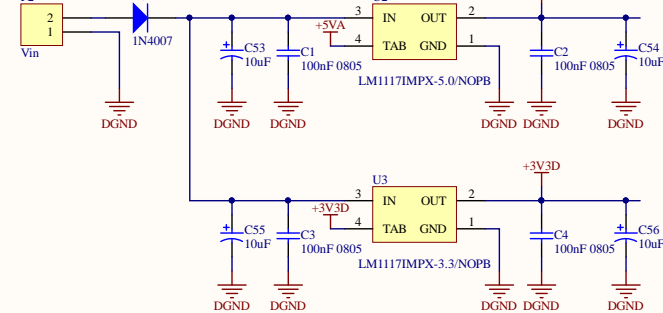 2
1
Vin
1N4007
DGND
C53
10uF
DGND
C1
100nF 0805
DGND
+5VA
3
4
IN OUT
TAB GND
2
1
LM1117IMPX-5.0/NOPB
DGND
C2
100nF 0805
DGND
C54
10uF
DGND
C55
10uF
DGND
C3
100nF 0805
DGND
+3V3D
U3
3
4
IN OUT
TAB GND
2
1
LM1117IMPX-3.3/NOPB
DGND
+3V3D
C4
100nF 0805
DGND
C56
10uF
DGND